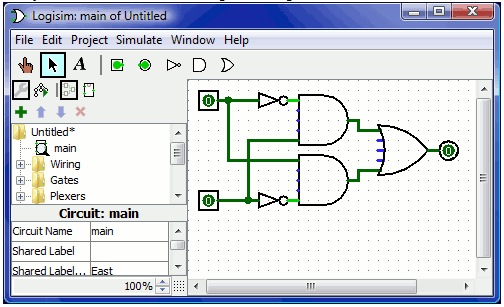 Logisim: main of Untitled
File Edit Project Simulate Window Help
A
Untitled*
main
Wiring
Gates
Plexers
Circuit: main
Circuit Name main
Shared Label
Shared Label... East
100%
0
0
0